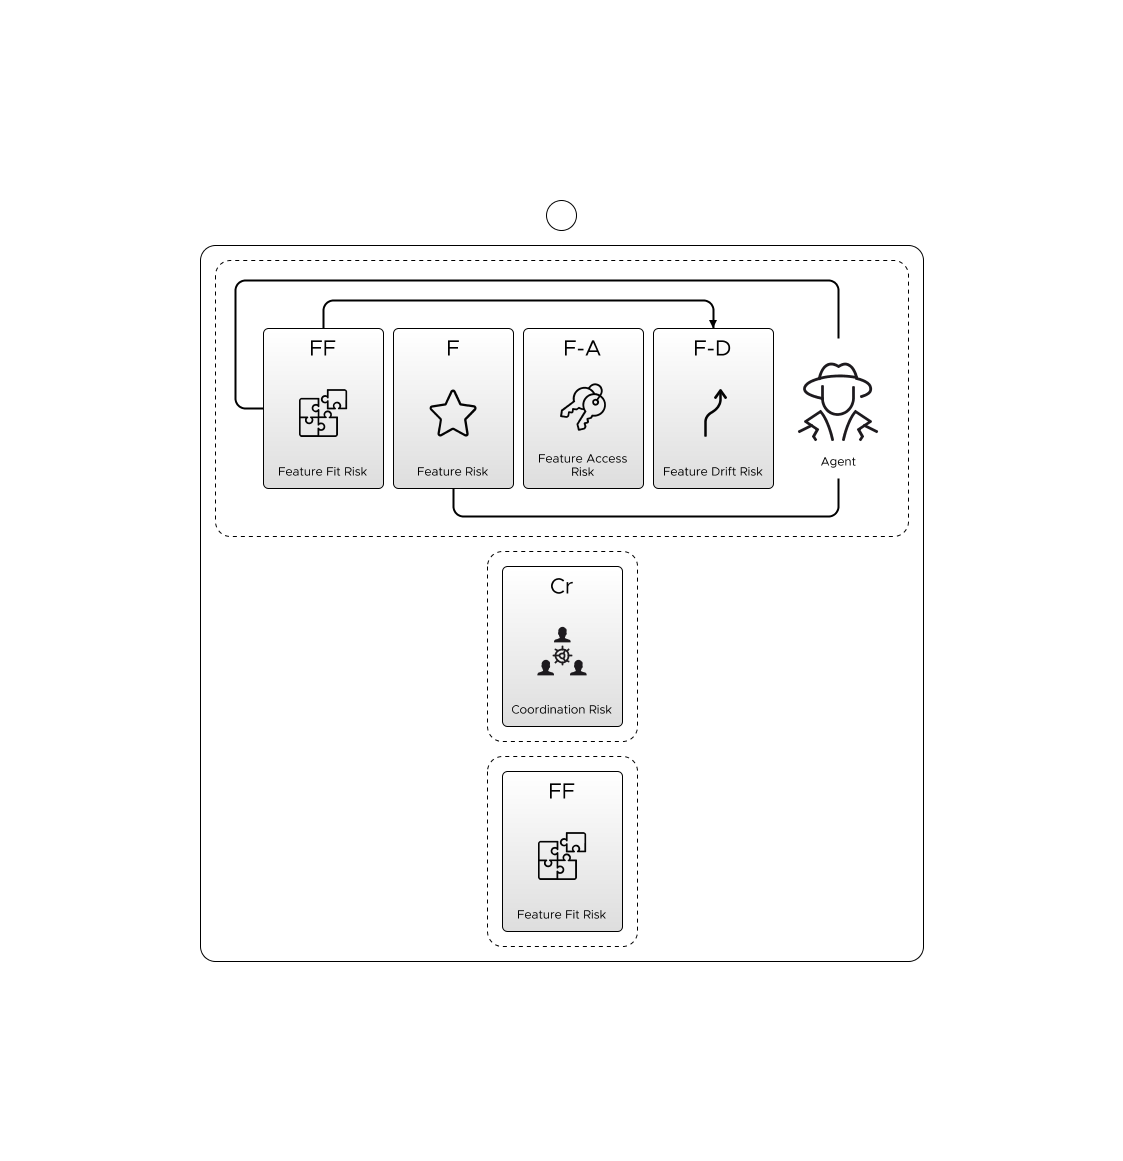 FF
F
F-A
F-D
Feature Fit Risk
Feature Risk
Feature Access
Risk
Feature Drift Risk
Agent
Cr
Coordination Risk
FF
Feature Fit Risk